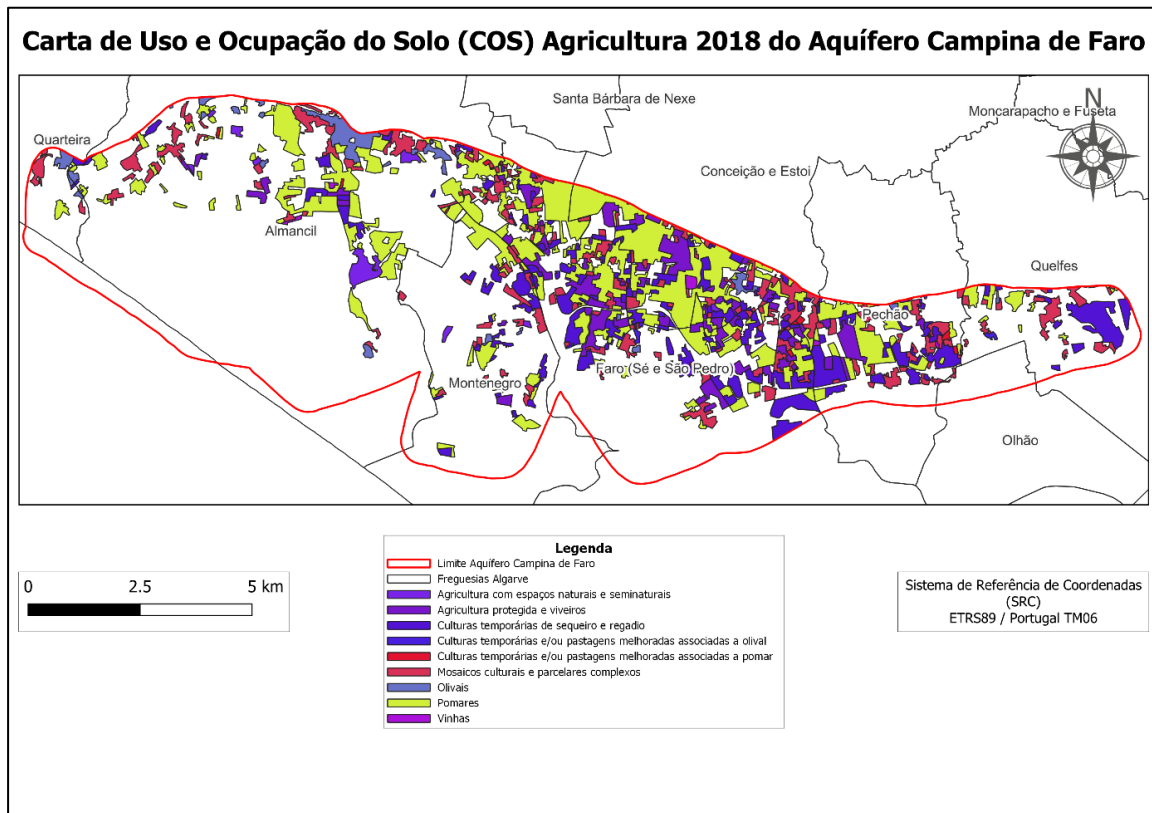 Carta de Uso e Ocupação do Solo (COS) Agricultura 2018 do Aquífero Campina de Faro
Santa Bárbara de Nexe
N
Moncarapacho e Fuseta
Quarteira
Conceição e Estoi
Almancil
Quelfes
Pechão
Montenegro
Faro (Sé e São Pedro)
Olhão
0 2.5 5 km
Legenda
Limite Aquífero Campina de Faro
Freguesias Algarve
Agricultura com espaços naturais e seminaturais
Agricultura protegida e viveiros
Culturas temporárias de sequeiro e regadio
Culturas temporárias e/ou pastagens melhoradas associadas a olival
Culturas temporárias e/ou pastagens melhoradas associadas a pomar
Mosaicos culturais e parcelares complexos
Olivais
Pomares
Vinhas
Sistema de Referência de Coordenadas
(SRC)
ETRS89 / Portugal TM06